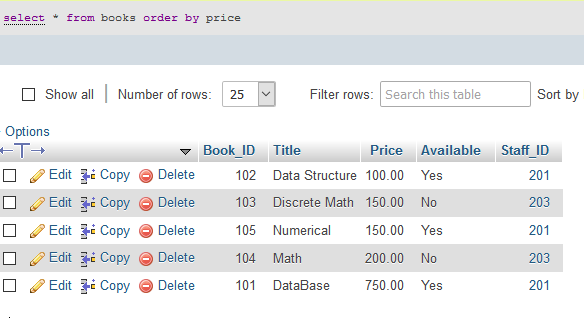 select * from books order by price
Show all Number of rows: 25 Filter rows: Search this table Sort by
Options
←T→ Book_ID Title Price Available Staff_ID
Edit Copy Delete 102 Data Structure 100.00 Yes 201
Edit Copy Delete 103 Discrete Math 150.00 No 203
Edit Copy Delete 105 Numerical 150.00 Yes 201
Edit Copy Delete 104 Math 200.00 No 203
Edit Copy Delete 101 DataBase 750.00 Yes 201